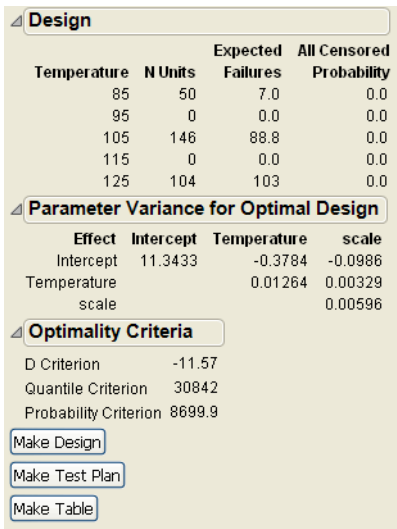 Design
Expected All Censored
Temperature N Units Failures Probability
85 50 7.0 0.0
95 0 0.0 0.0
105 146 88.8 0.0
115 0 0.0 0.0
125 104 103 0.0
Parameter Variance for Optimal Design
Effect Intercept Temperature scale
Intercept 11.3433 -0.3784 -0.0986
Temperature 0.01264 0.00329
scale 0.00596
Optimality Criteria
D Criterion -11.57
Quantile Criterion 30842
Probability Criterion 8699.9
Make Design
Make Test Plan
Make Table